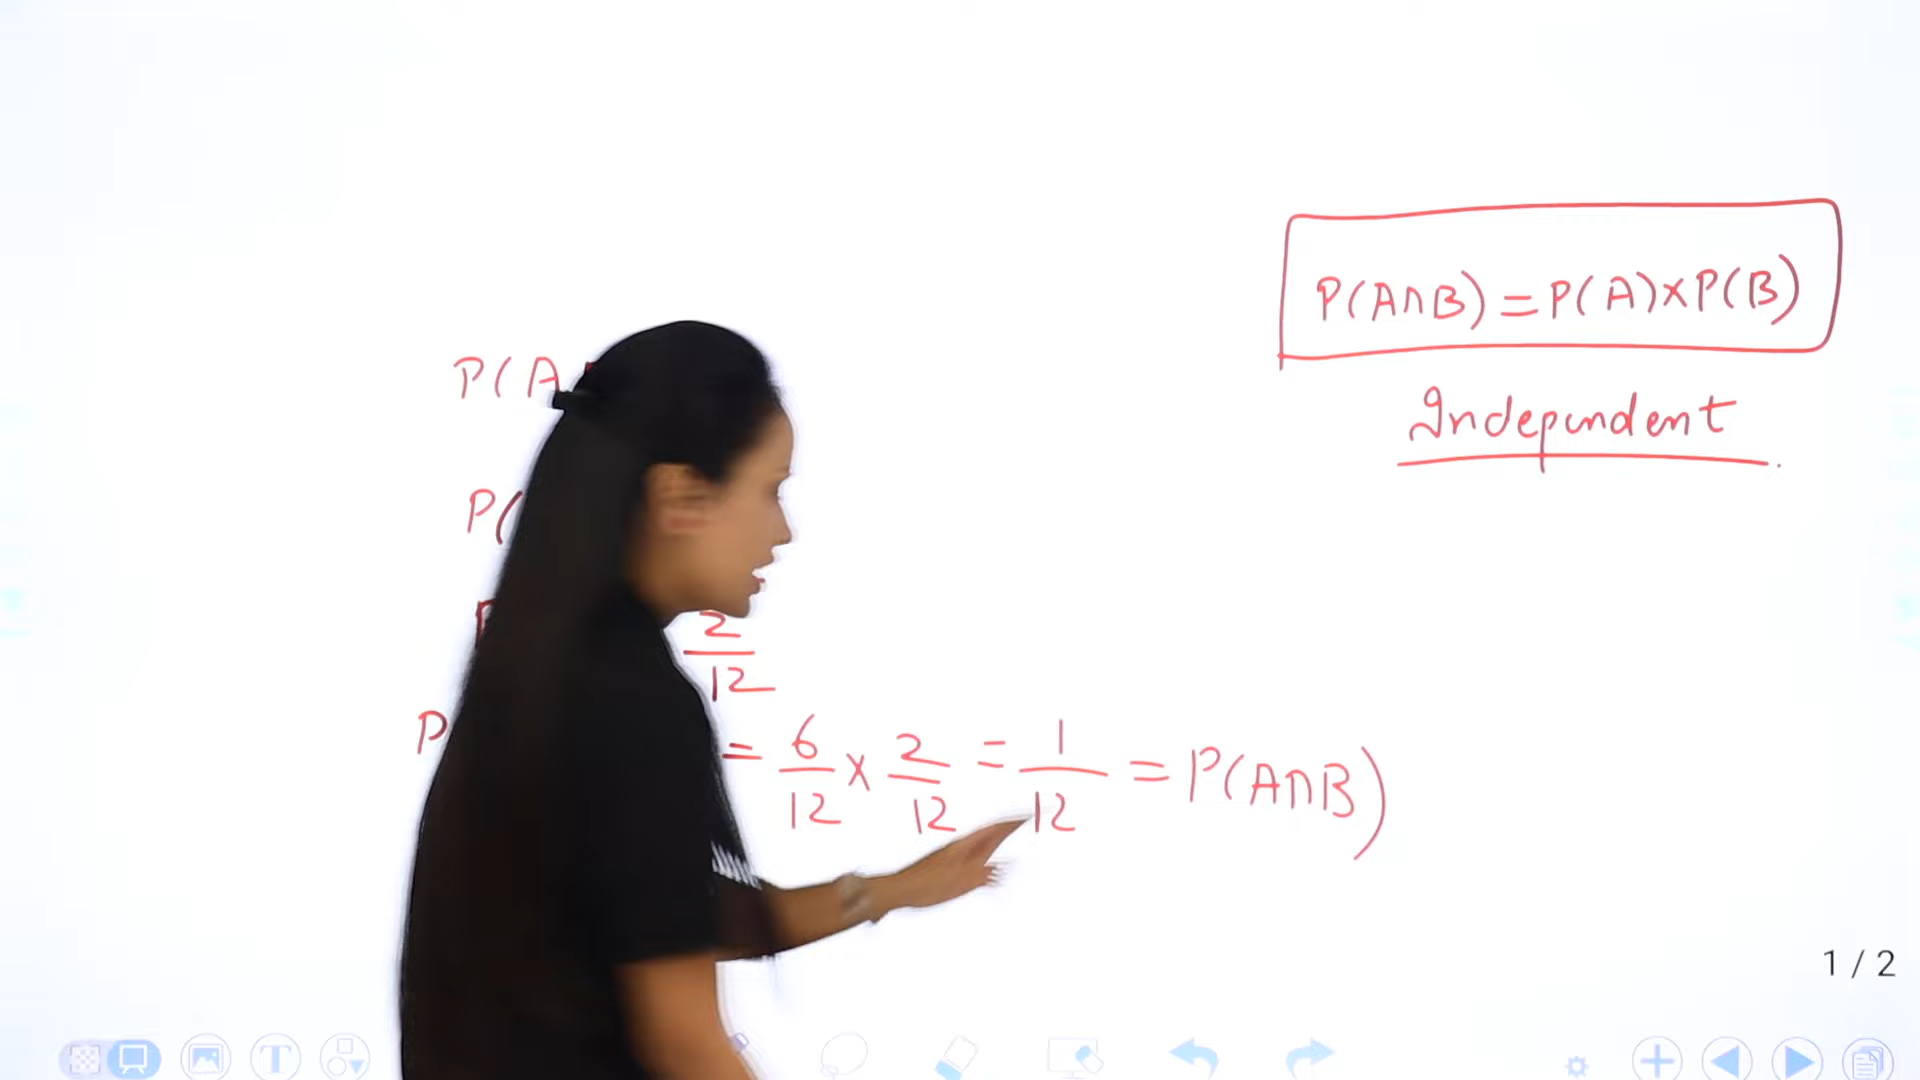 P(A∩B) = P(A)×P(B)
Independent
P(A
P(
2/12
P = 6/12 × 2/12 = 1/12 = P(A∩B)
1 / 2
T